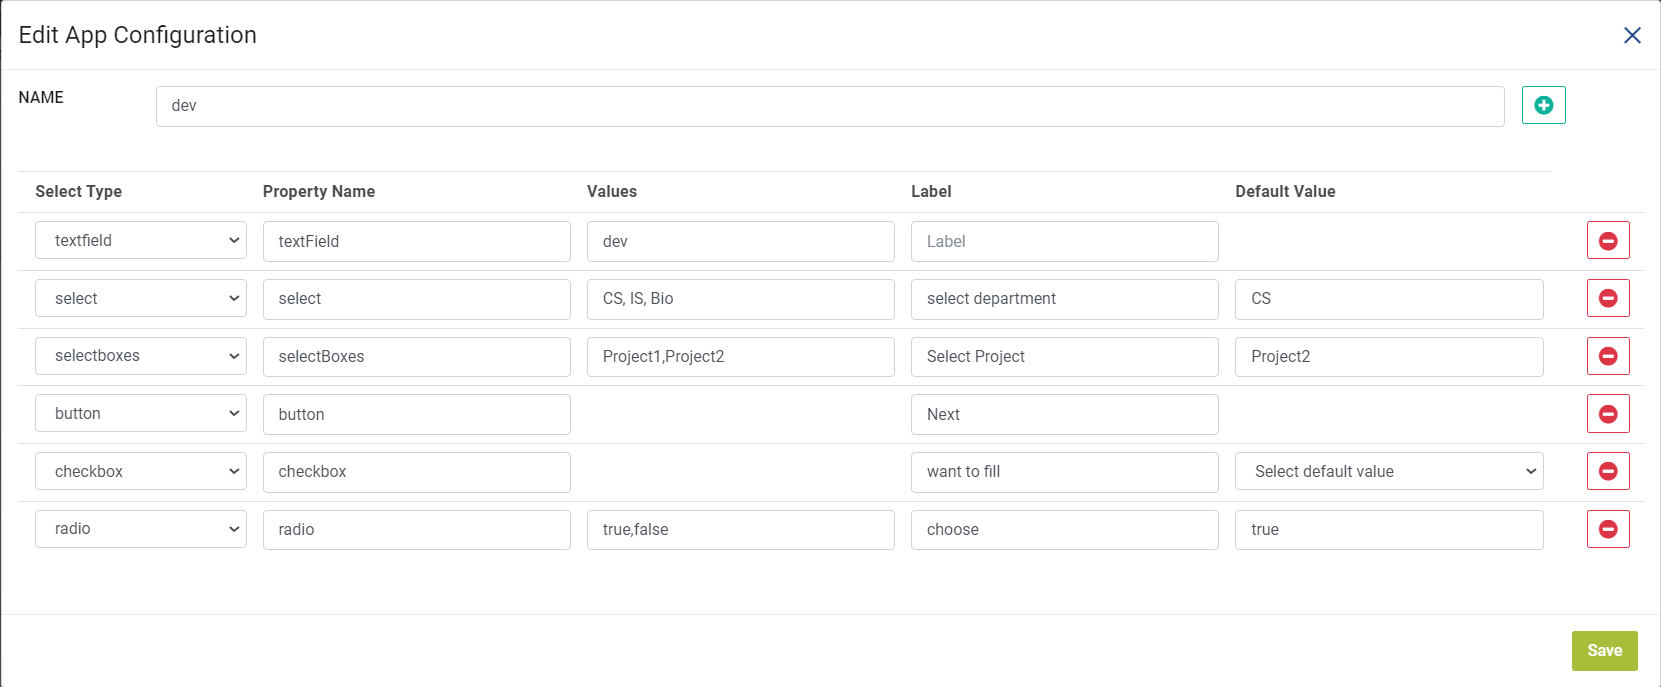 Edit App Configuration
NAME
dev
Select Type Property Name Values Label Default Value
textfield textField dev Label
select select CS, IS, Bio select department CS
selectboxes selectBoxes Project1,Project2 Select Project Project2
button button Next
checkbox checkbox want to fill Select default value
radio radio true,false choose true
Save